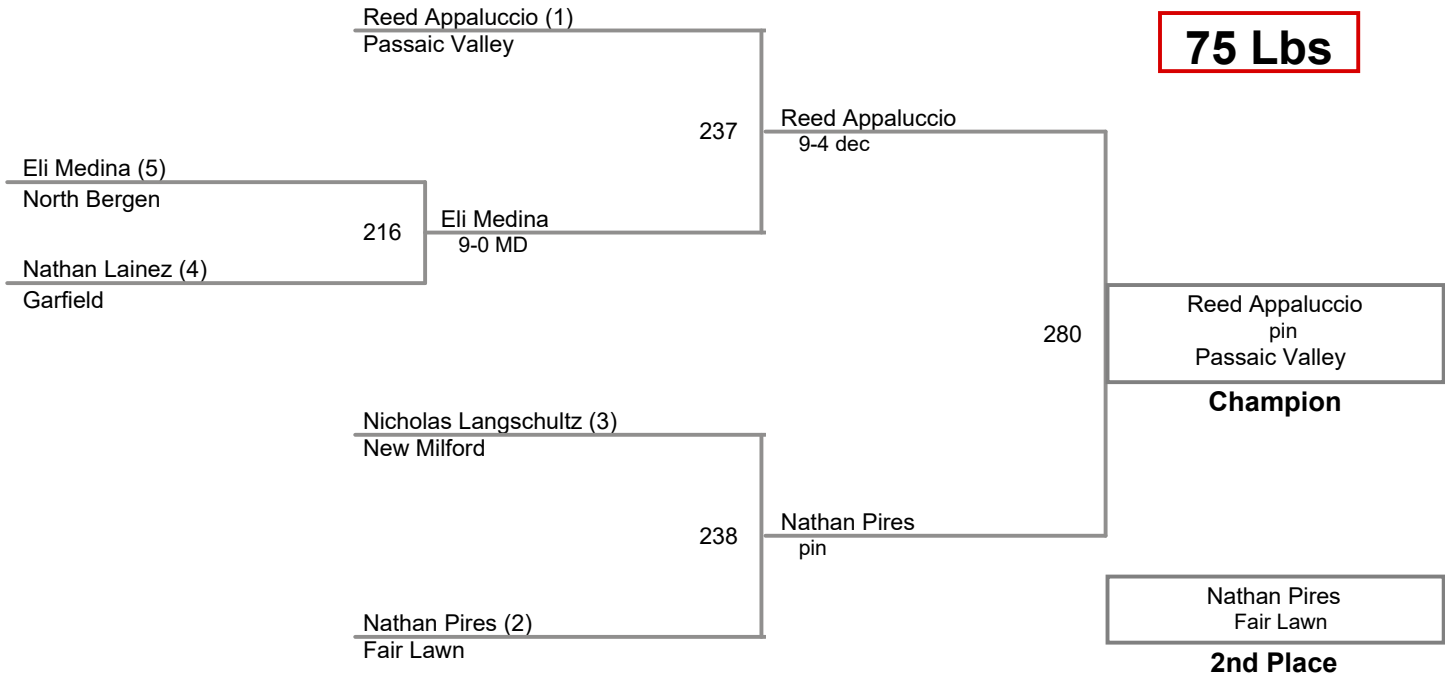 Reed Appaluccio (1)
Passaic Valley
75 Lbs
237
Reed Appaluccio
9-4 dec
Eli Medina (5)
North Bergen
216
Eli Medina
9-0 MD
Nathan Lainez (4)
Garfield
280
Reed Appaluccio
pin
Passaic Valley
Champion
Nicholas Langschultz (3)
New Milford
238
Nathan Pires
pin
Nathan Pires (2)
Fair Lawn
Nathan Pires
Fair Lawn
2nd Place